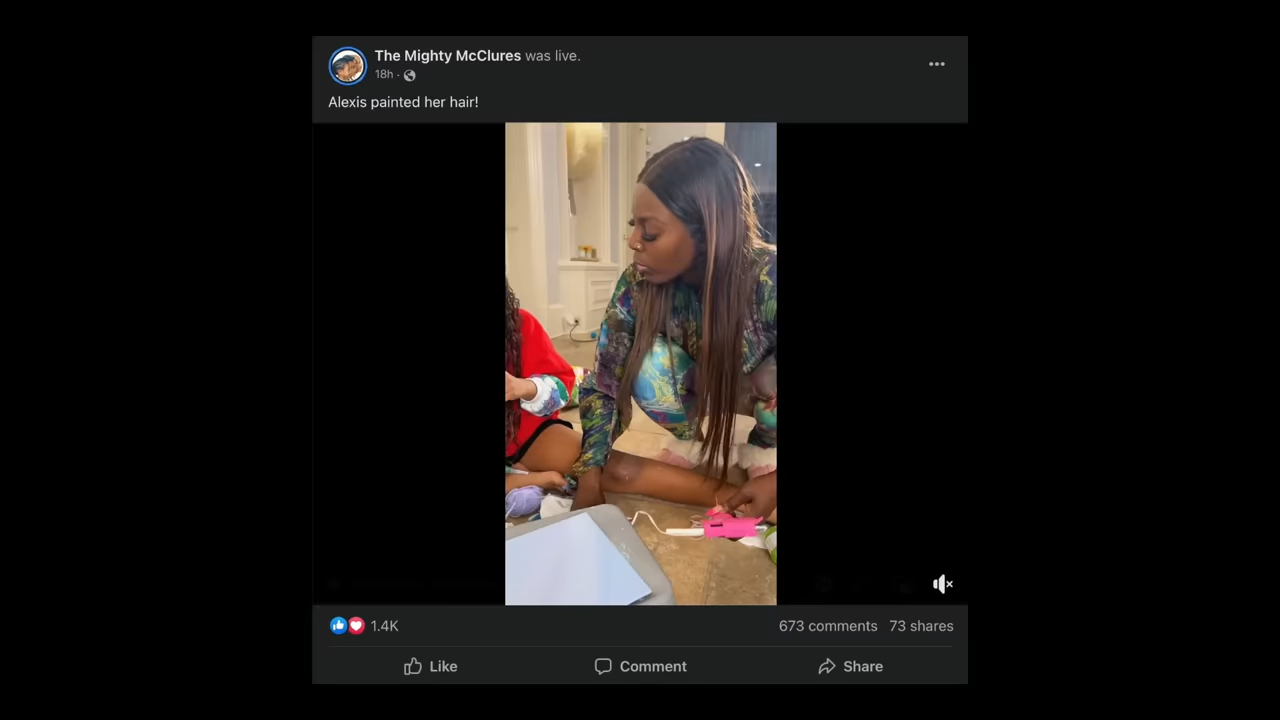 The Mighty McClures was live.
18h ·
Alexis painted her hair!
1.4K
673 comments 73 shares
Like
Comment
Share